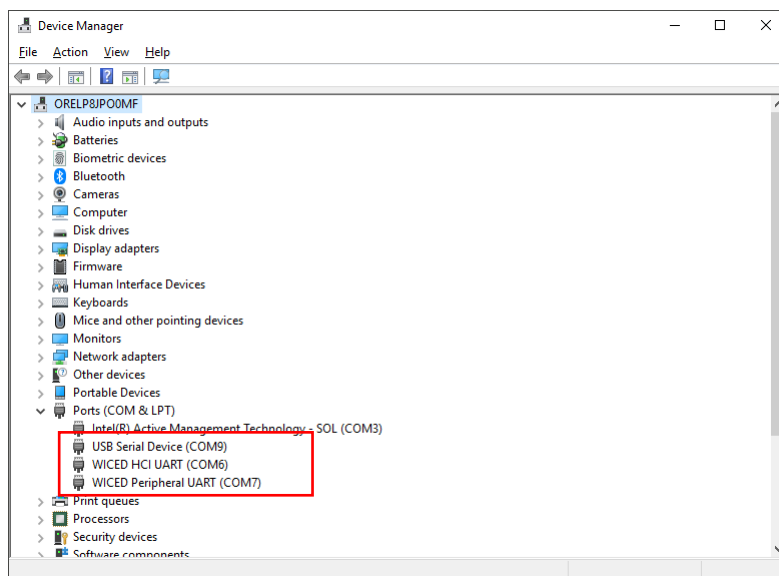 Device Manager
File Action View Help
ORELP8JPO0MF
Audio inputs and outputs
Batteries
Biometric devices
Bluetooth
Cameras
Computer
Disk drives
Display adapters
Firmware
Human Interface Devices
Keyboards
Mice and other pointing devices
Monitors
Network adapters
Other devices
Portable Devices
Ports (COM & LPT)
Intel(R) Active Management Technology - SOL (COM3)
USB Serial Device (COM9)
WICED HCI UART (COM6)
WICED Peripheral UART (COM7)
Print queues
Processors
Security devices
Software components